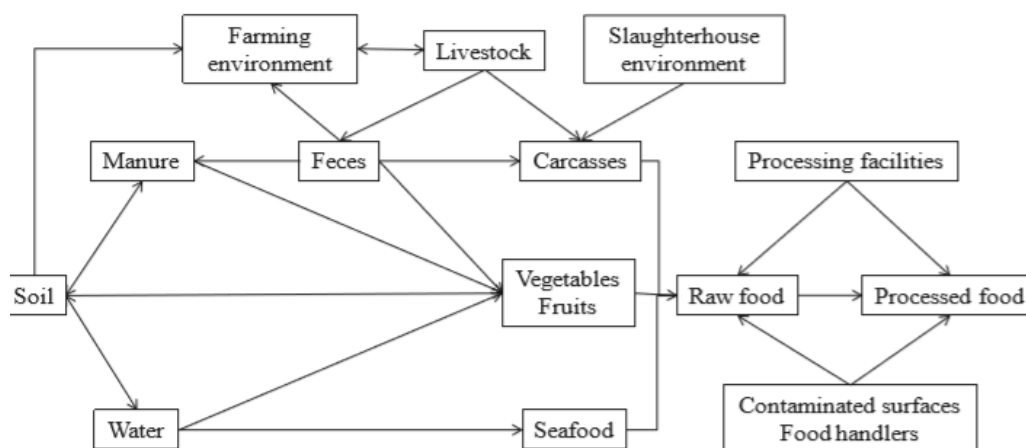 Farming
environment
Livestock
Slaughterhouse
environment
Manure
Feces
Carcasses
Processing facilities
Soil
Vegetables
Fruits
Raw food
Processed food
Water
Seafood
Contaminated surfaces
Food handlers